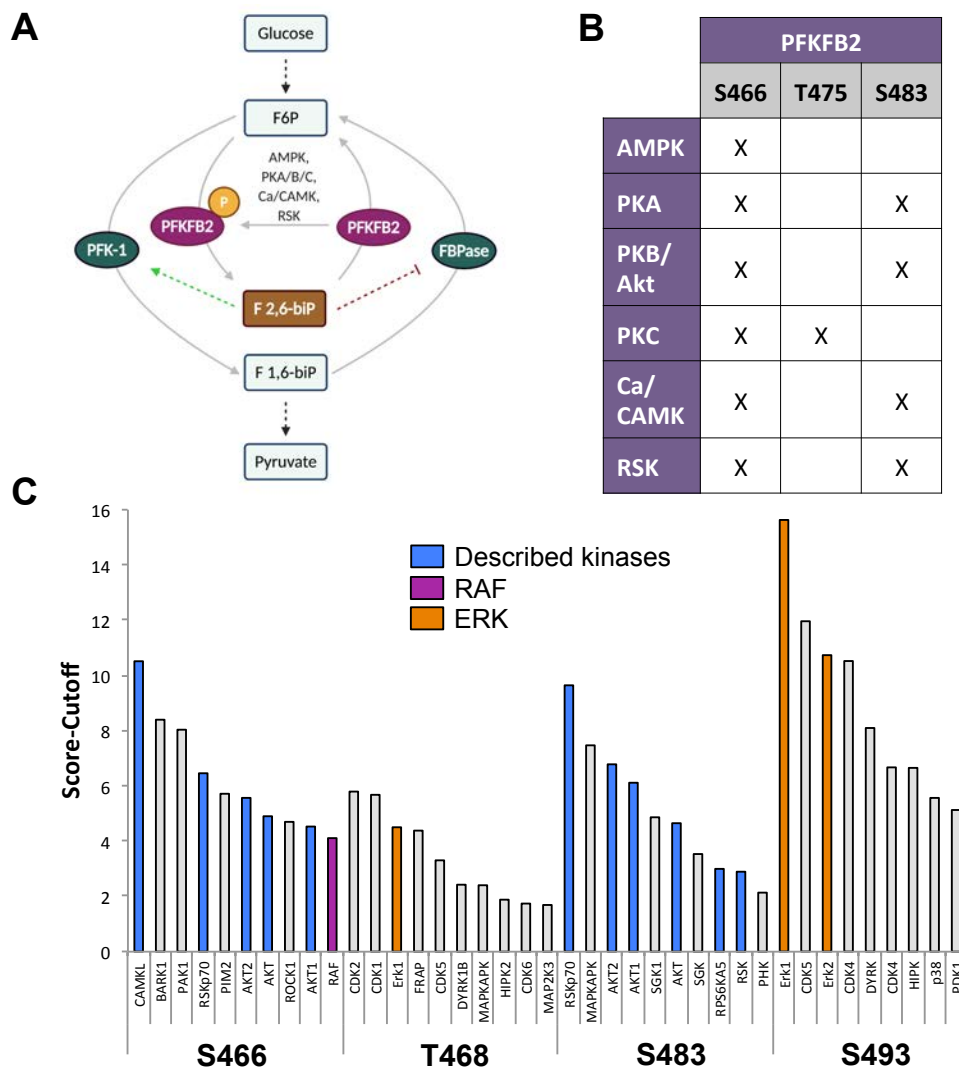 A
Glucose
F6P
AMPK,
PKA/B/C,
Ca/CAMK,
RSK
P
PFKFB2
PFKFB2
PFK-1
FBPase
F 2,6-biP
F 1,6-biP
Pyruvate
B
PFKFB2
S466 T475 S483
AMPK X
PKA X X
PKB/
Akt X X
PKC X X
Ca/
CAMK X X
RSK X X
C
Score-Cutoff
16
14
12
10
8
6
4
2
0
Described kinases
RAF
ERK
CAMKL
BARK1
PAK1
RSKp70
PIM2
AKT2
AKT
ROCK1
AKT1
RAF
CDK2
CDK1
Erk1
FRAP
CDK5
DYRK1B
MAPKAPK
HIPK2
CDK6
MAP2K3
RSKp70
MAPKAPK
AKT2
AKT1
SGK1
AKT
SGK
RPS6KA5
RSK
PHK
Erk1
CDK5
Erk2
CDK4
DYRK
CDK4
HIPK
p38
PDK1
S466 T468 S483 S493